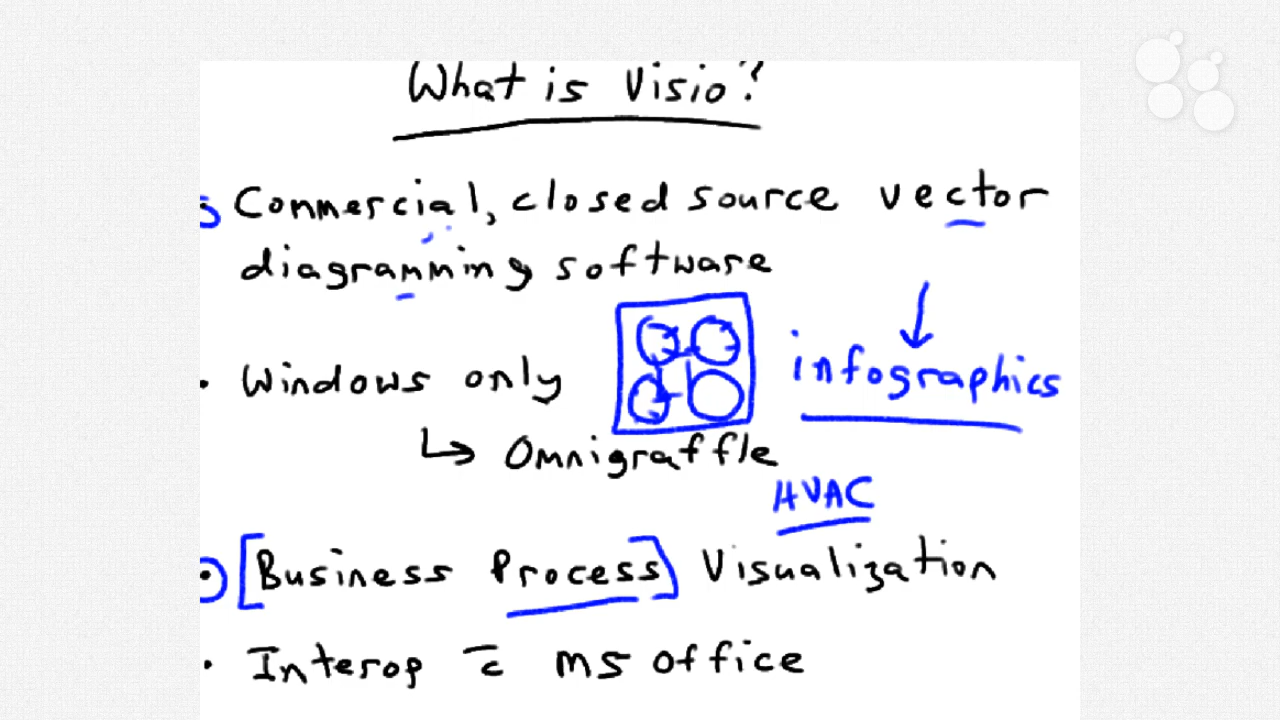 What is Visio?
Commercial, closed source vector
diagramming software
• Windows only
infographics
↳ Omnigraffle
HVAC
• [Business Process] Visualization
• Interop c̄ MS Office